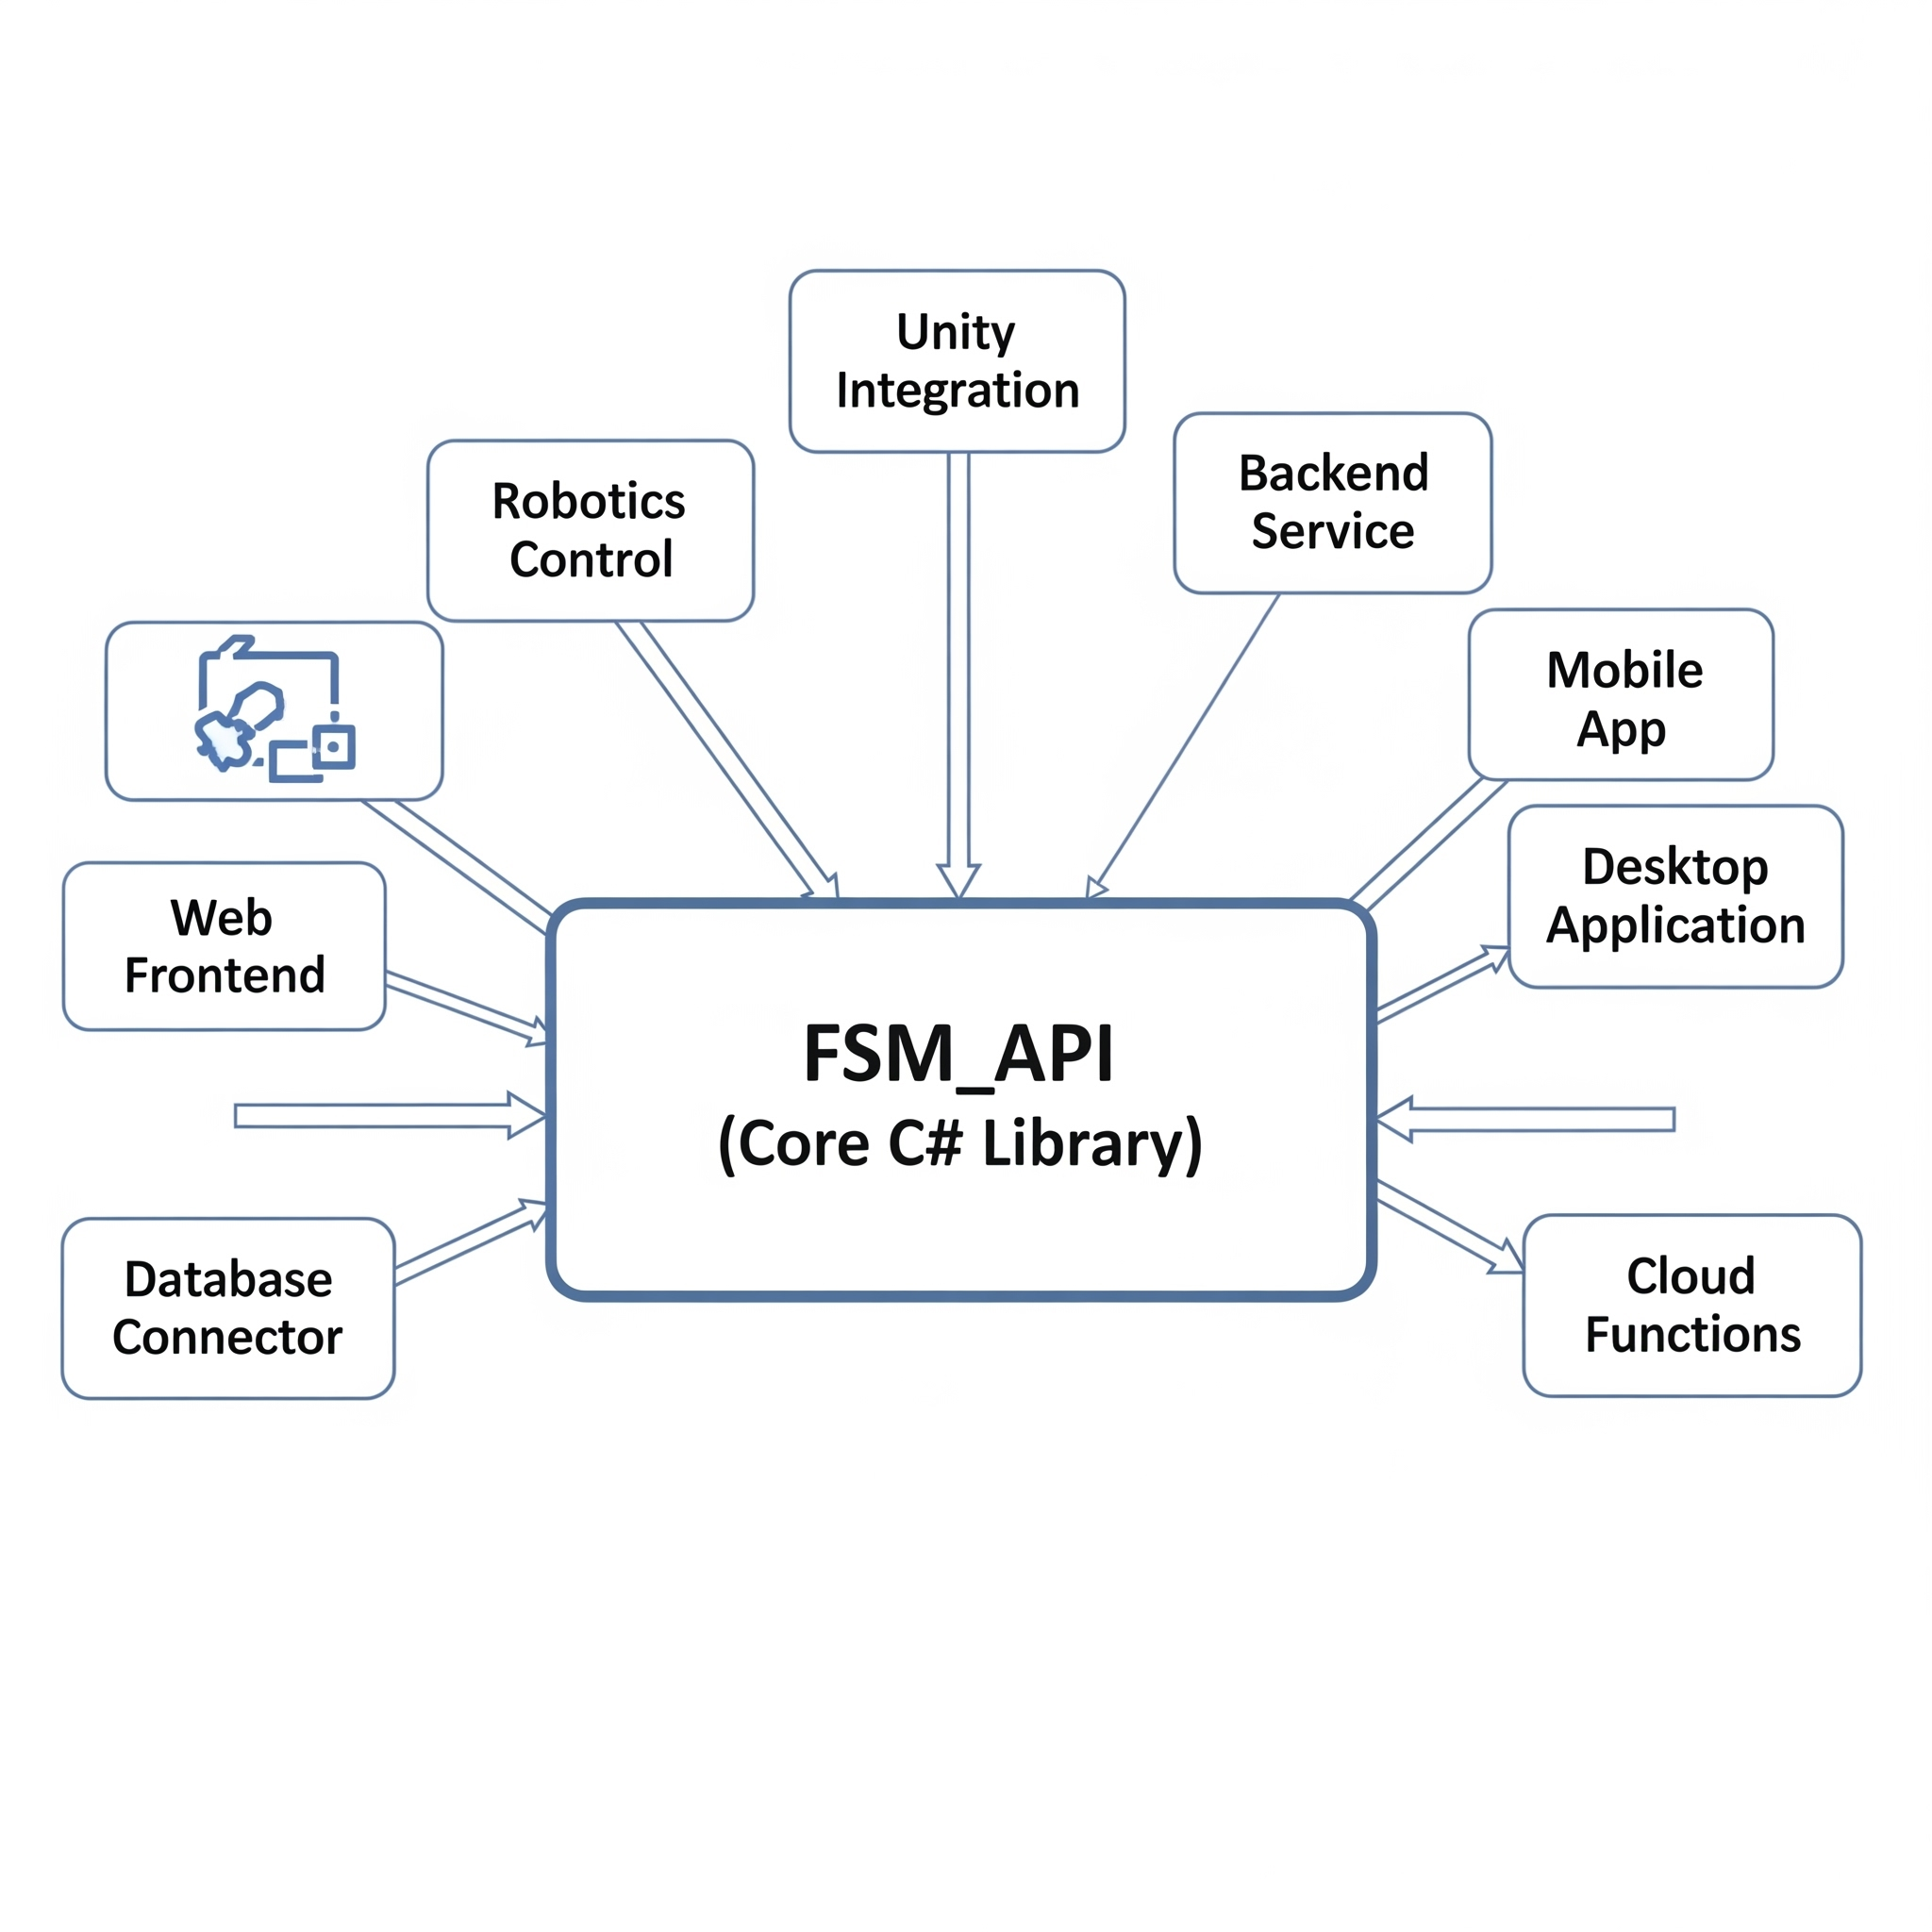 Unity
Integration
Backend
Service
Robotics
Control
Mobile
App
Desktop
Application
Web
Frontend
FSM_API
(Core C# Library)
Database
Connector
Cloud
Functions